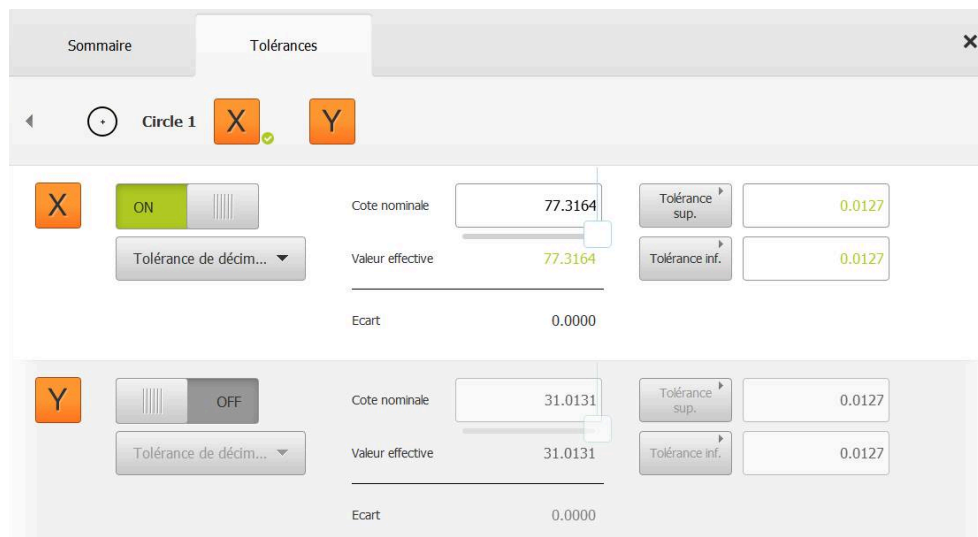 Sommaire Tolérances
Circle 1 X Y
X ON Cote nominale 77.3164 Tolérance sup. 0.0127
Tolérance de décim... Valeur effective 77.3164 Tolérance inf. 0.0127
Ecart 0.0000
Y OFF Cote nominale 31.0131 Tolérance sup. 0.0127
Tolérance de décim... Valeur effective 31.0131 Tolérance inf. 0.0127
Ecart 0.0000